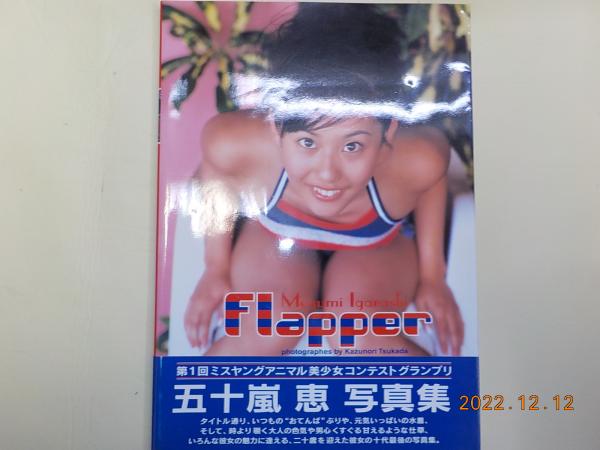 Megumi Igarashi
Flapper
photographes by Kazunori Tsukada
第1回ミスヤングアニマル美少女コンテストグランプリ
五十嵐 恵 写真集
タイトル通り、いつもの“おてんば”ぶりや、元気いっぱいの水着、
そして、時より覗く大人の色気や男心くすぐる甘えるような仕草、
いろんな彼女の魅力に逢える、二十歳を迎えた彼女の十代最後の写真集。
2022.12.12